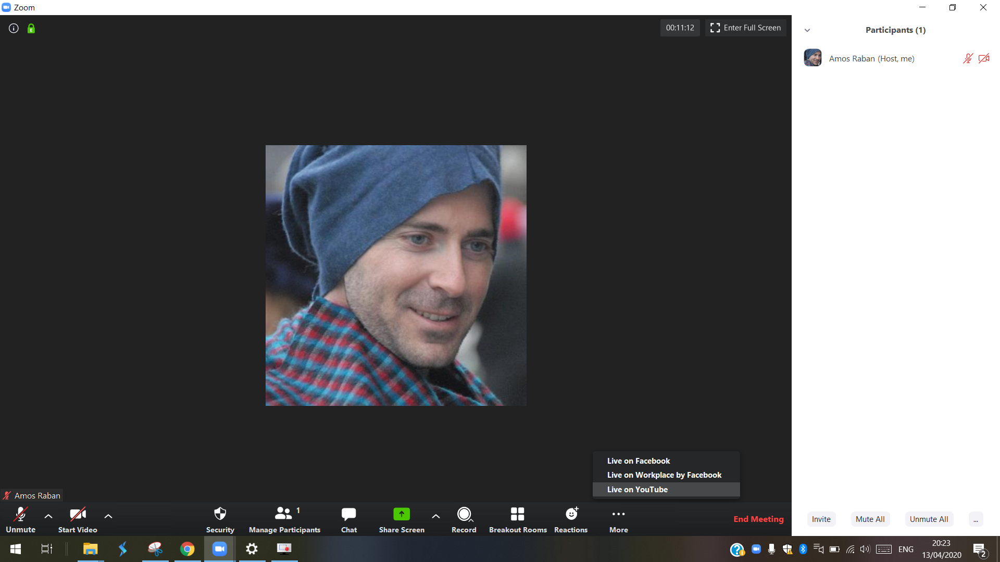 Zoom
00:11:12
Enter Full Screen
Participants (1)
Amos Raban (Host, me)
Live on Facebook
Live on Workplace by Facebook
Live on YouTube
Amos Raban
Unmute
Start Video
Security
1
Manage Participants
Chat
Share Screen
Record
Breakout Rooms
Reactions
More
End Meeting
Invite
Mute All
Unmute All
...
ENG
20:23
13/04/2020
2